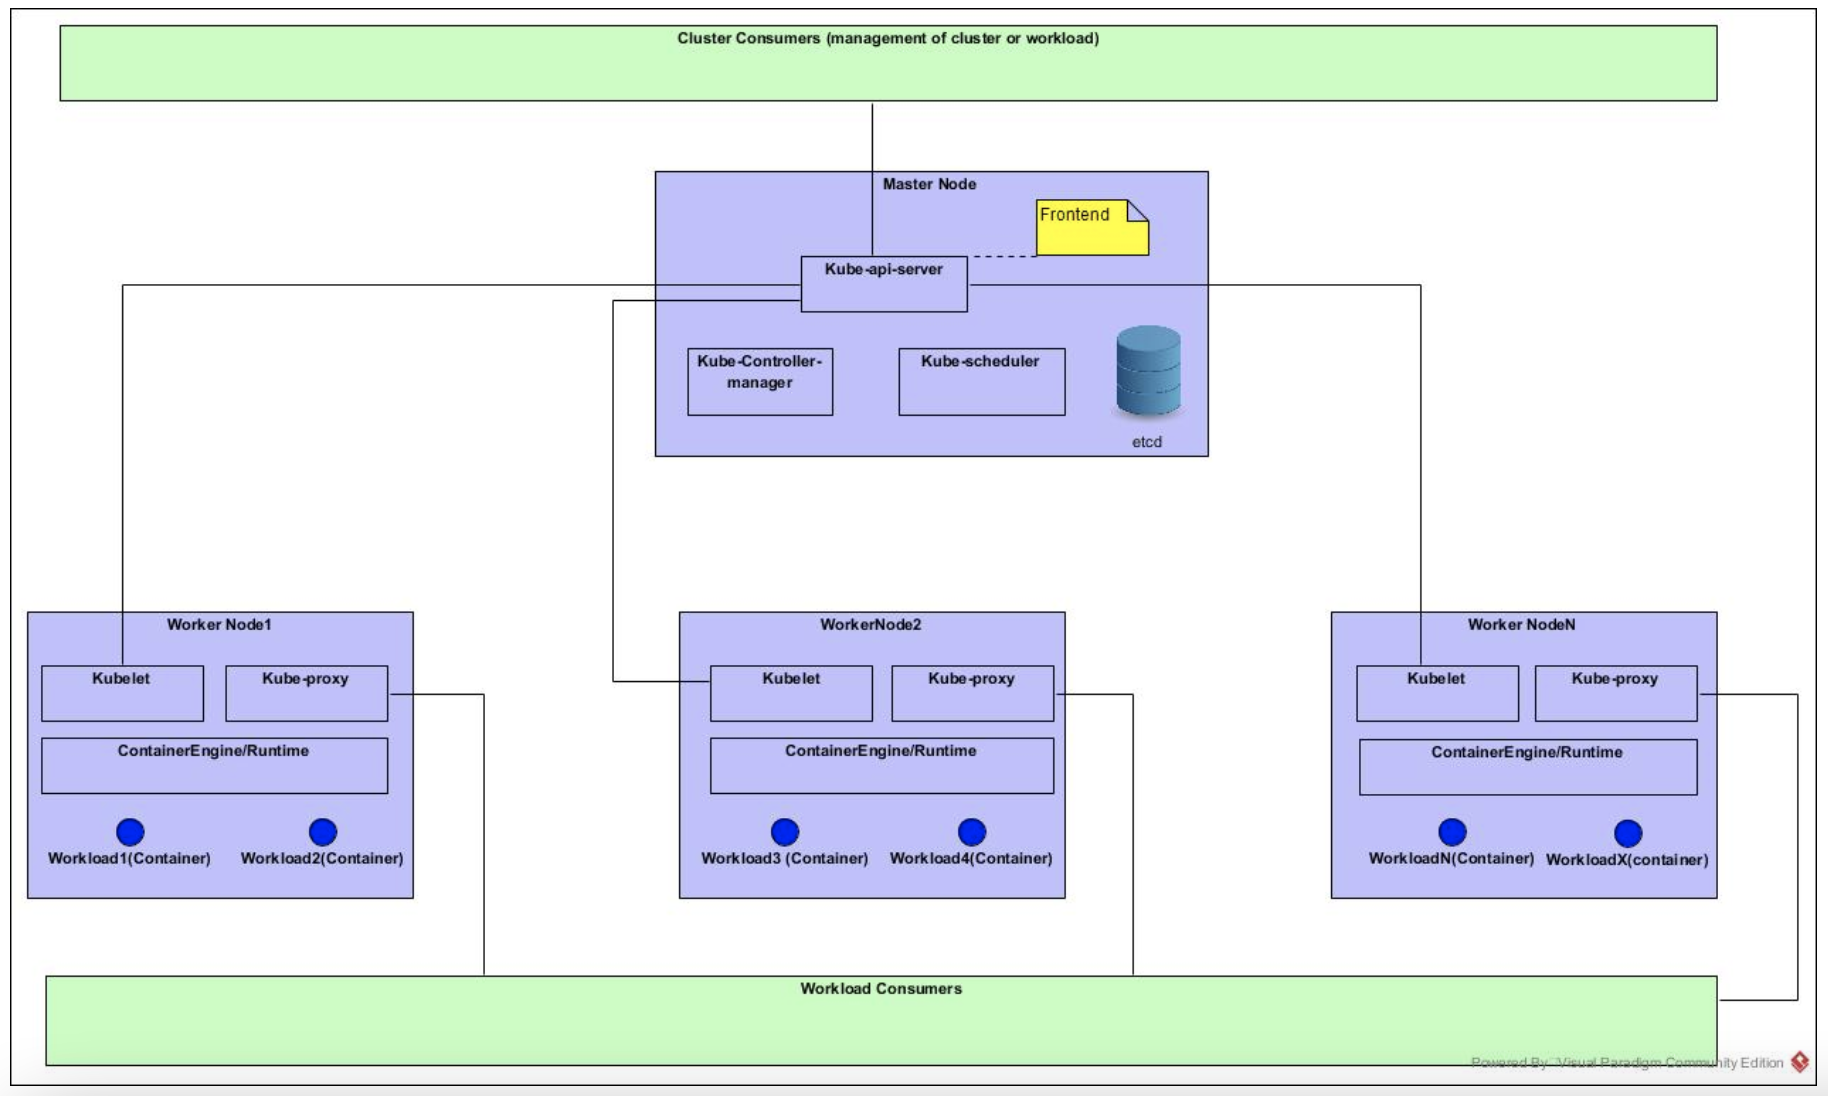 Cluster Consumers (management of cluster or workload)
Master Node
Frontend
Kube-api-server
Kube-Controller-
manager
Kube-scheduler
etcd
Worker Node1
Kubelet
Kube-proxy
ContainerEngine/Runtime
Workload1(Container)
Workload2(Container)
WorkerNode2
Kubelet
Kube-proxy
ContainerEngine/Runtime
Workload3 (Container)
Workload4(Container)
Worker NodeN
Kubelet
Kube-proxy
ContainerEngine/Runtime
WorkloadN(Container)
WorkloadX(container)
Workload Consumers
Powered By Visual Paradigm Community Edition